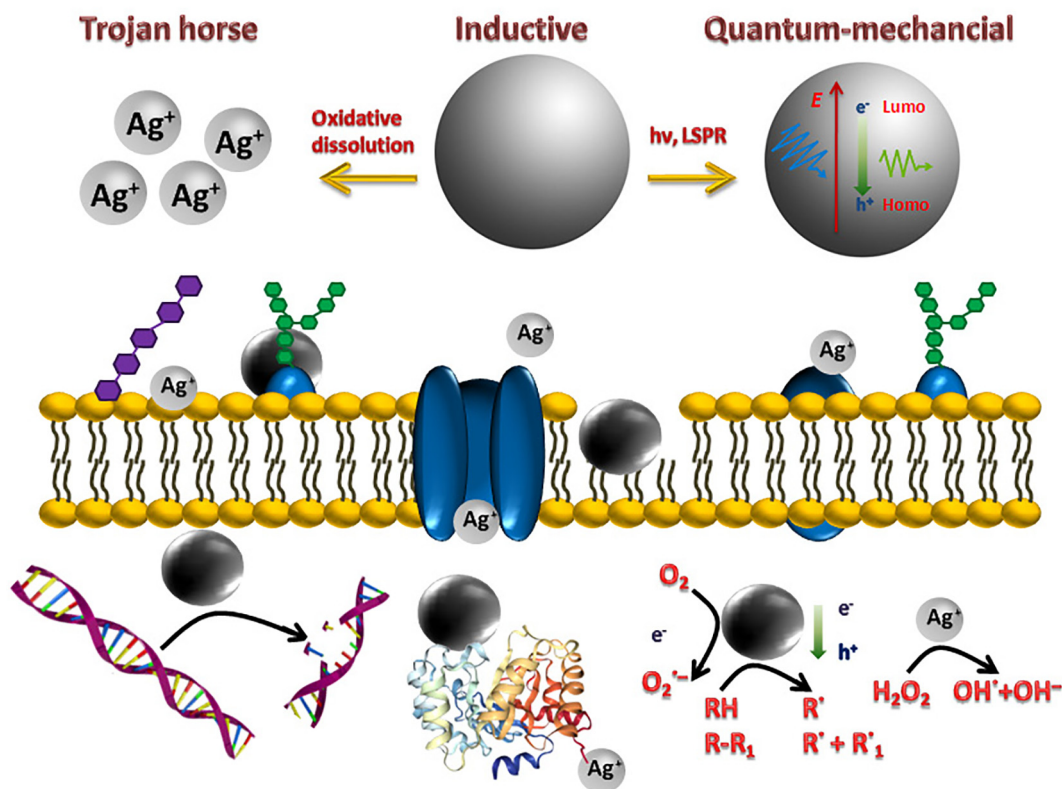 Trojan horse
Inductive
Quantum-mechancial
Ag⁺
Ag⁺
Ag⁺
Ag⁺
Oxidative
dissolution
hν, LSPR
E
e⁻
Lumo
h⁺
Homo
Ag⁺
Ag⁺
Ag⁺
Ag⁺
O₂
e⁻
O₂•−
RH
R-R₁
e⁻
h⁺
R•
R• + R•₁
Ag⁺
H₂O₂
OH•+OH⁻
Ag⁺